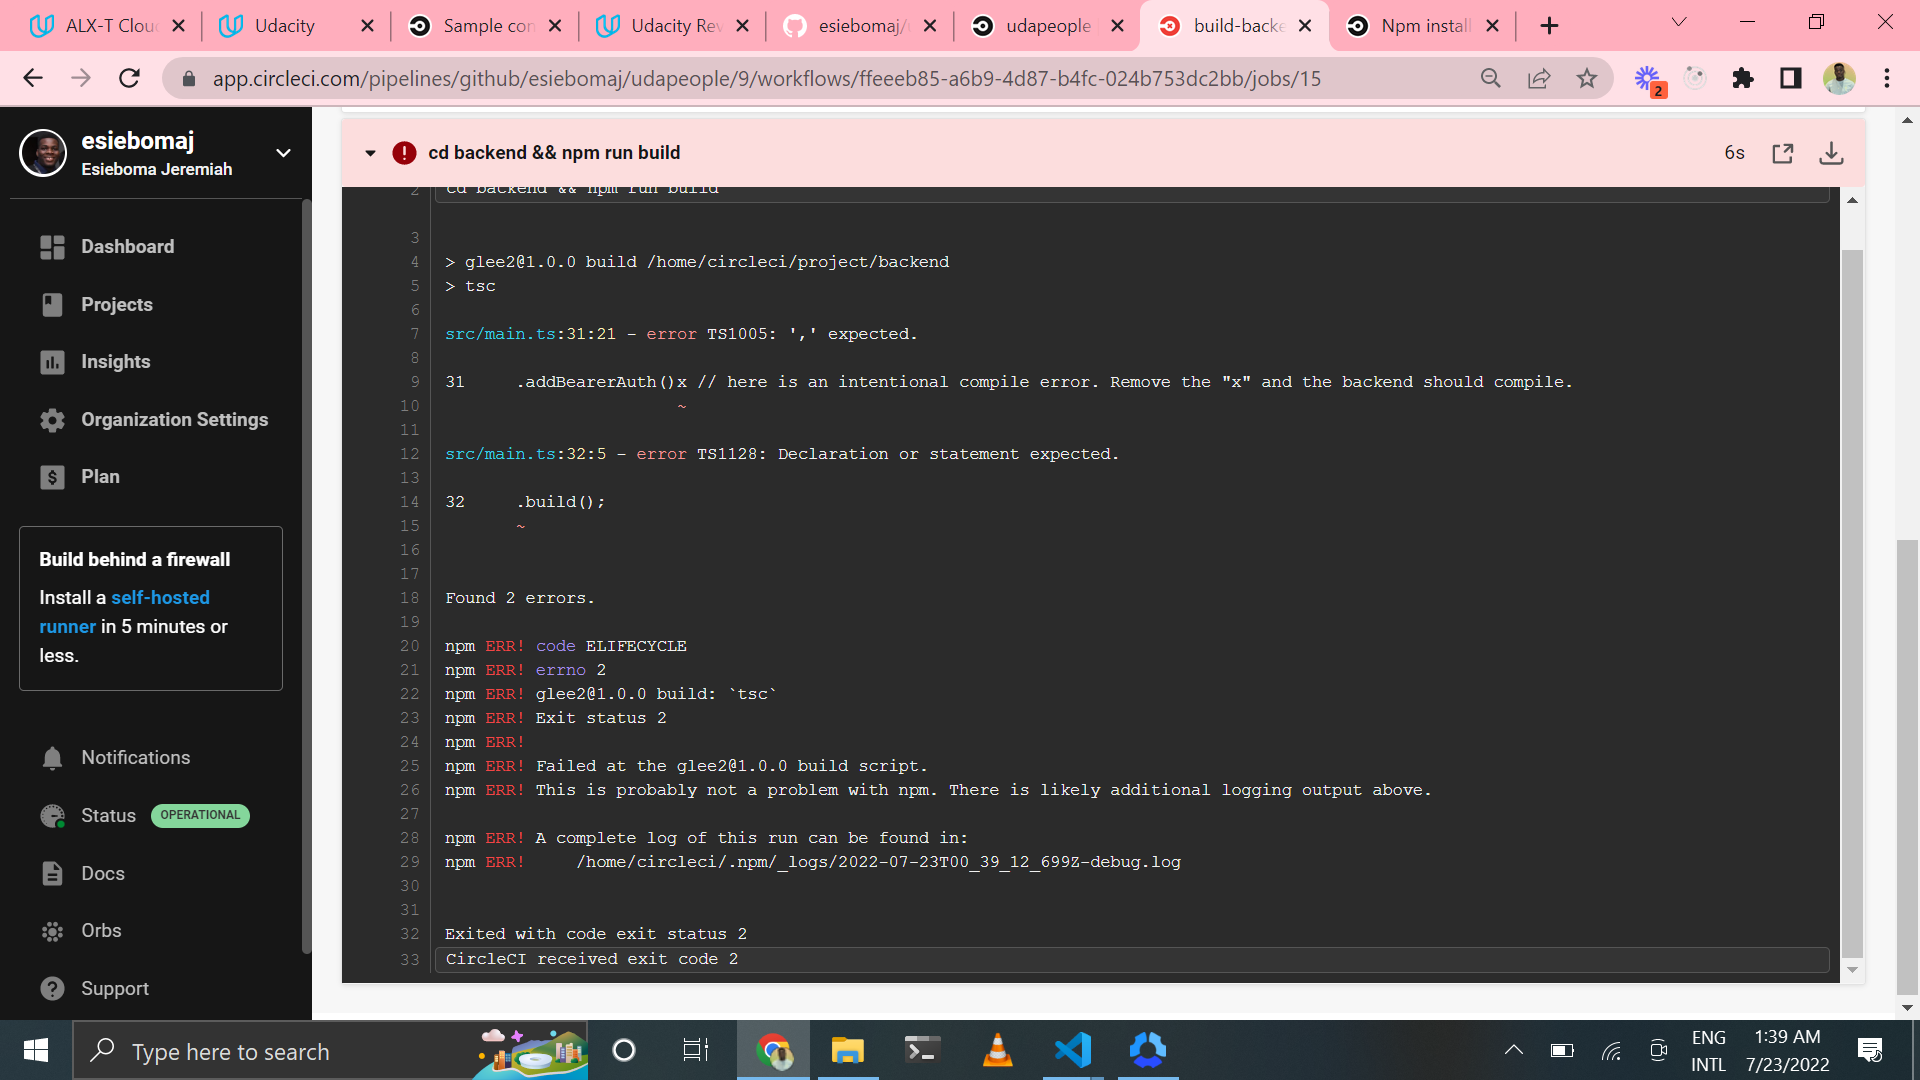 ALX-T Clou
Udacity
Sample con
Udacity Rev
esiebomaj/
udapeople
build-backe
Npm install
app.circleci.com/pipelines/github/esiebomaj/udapeople/9/workflows/ffeeeb85-a6b9-4d87-b4fc-024b753dc2bb/jobs/15
2
esiebomaj
Esieboma Jeremiah
Dashboard
Projects
Insights
Organization Settings
Plan
Build behind a firewall
Install a self-hosted
runner in 5 minutes or
less.
Notifications
Status OPERATIONAL
Docs
Orbs
Support
cd backend && npm run build
6s
2 cd backend && npm run build
3
4 > glee2@1.0.0 build /home/circleci/project/backend
5 > tsc
6
7 src/main.ts:31:21 - error TS1005: ',' expected.
8
9 31     .addBearerAuth()x // here is an intentional compile error. Remove the "x" and the backend should compile.
10 ~
11
12 src/main.ts:32:5 - error TS1128: Declaration or statement expected.
13
14 32     .build();
15 ~
16
17
18 Found 2 errors.
19
20 npm ERR! code ELIFECYCLE
21 npm ERR! errno 2
22 npm ERR! glee2@1.0.0 build: `tsc`
23 npm ERR! Exit status 2
24 npm ERR!
25 npm ERR! Failed at the glee2@1.0.0 build script.
26 npm ERR! This is probably not a problem with npm. There is likely additional logging output above.
27
28 npm ERR! A complete log of this run can be found in:
29 npm ERR!     /home/circleci/.npm/_logs/2022-07-23T00_39_12_699Z-debug.log
30
31
32 Exited with code exit status 2
33 CircleCI received exit code 2
Type here to search
ENG
INTL
1:39 AM
7/23/2022